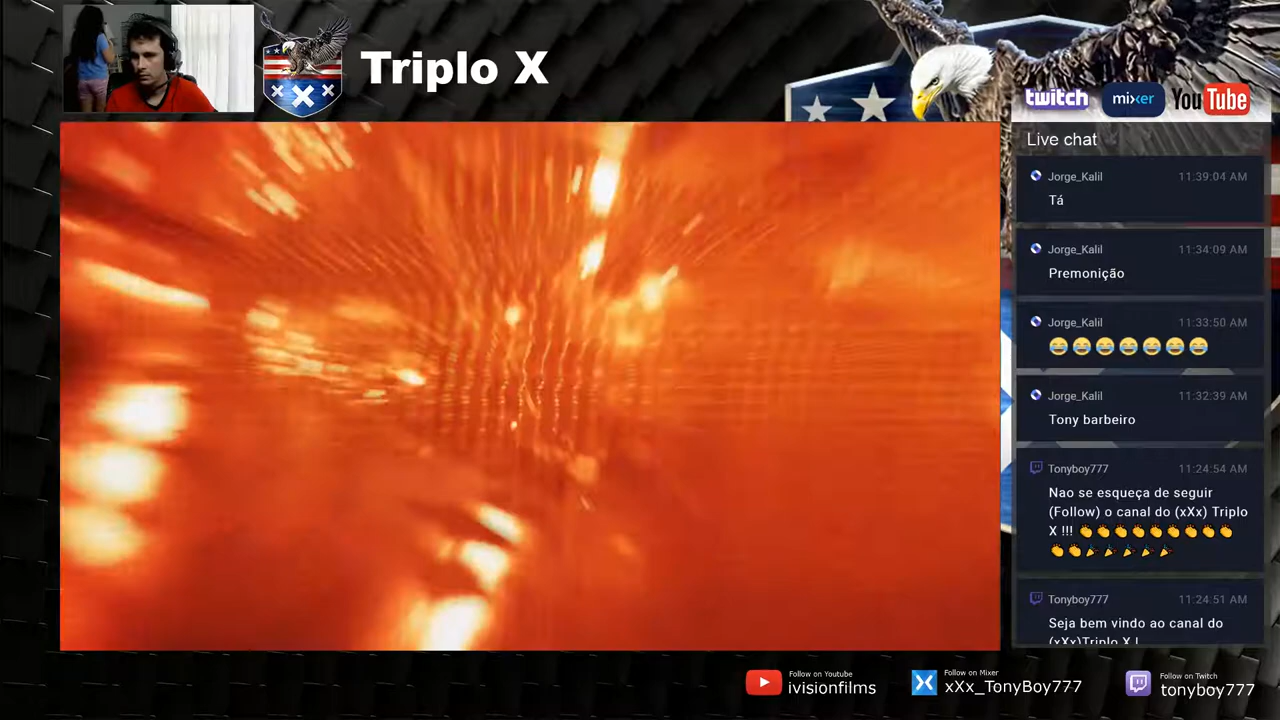 Triplo X
twitch
mixer
YouTube
Live chat
Jorge_Kalil 11:39:04 AM
Tá
Jorge_Kalil 11:34:09 AM
Premonição
Jorge_Kalil 11:33:50 AM
😂😂😂😂😂😂😂
Jorge_Kalil 11:32:39 AM
Tony barbeiro
Tonyboy777 11:24:54 AM
Nao se esqueça de seguir
(Follow) o canal do (xXx) Triplo
X !!! 👏👏👏👏👏👏👏👏👏
👏👏🎉🎉🎉🎉🎉
Tonyboy777 11:24:51 AM
Seja bem vindo ao canal do
(xXx)Triplo X !
Follow on Youtube
ivisionfilms
Follow on Mixer
xXx_TonyBoy777
Follow on Twitch
tonyboy777